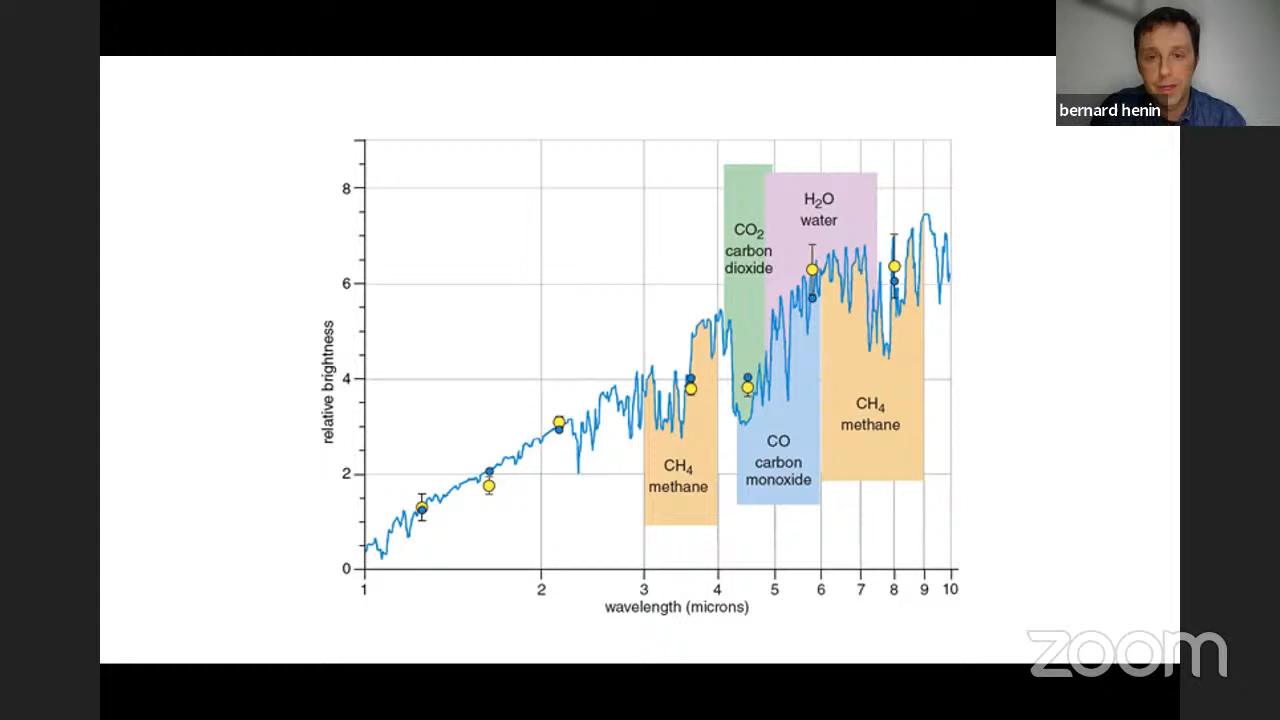 bernard henin
8
6
4
2
0
relative brightness
CO₂
carbon
dioxide
H₂O
water
CH₄
methane
CO
carbon
monoxide
CH₄
methane
1 2 3 4 5 6 7 8 9 10
wavelength (microns)
zoom